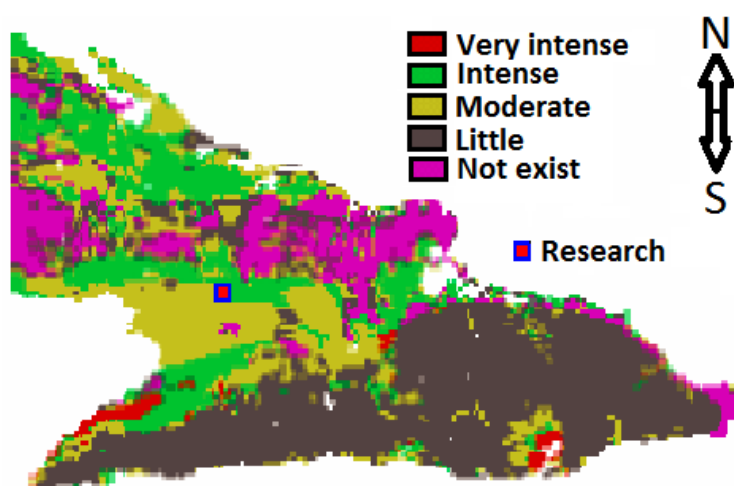 N
Very intense
Intense
Moderate
Little
Not exist
S
Research